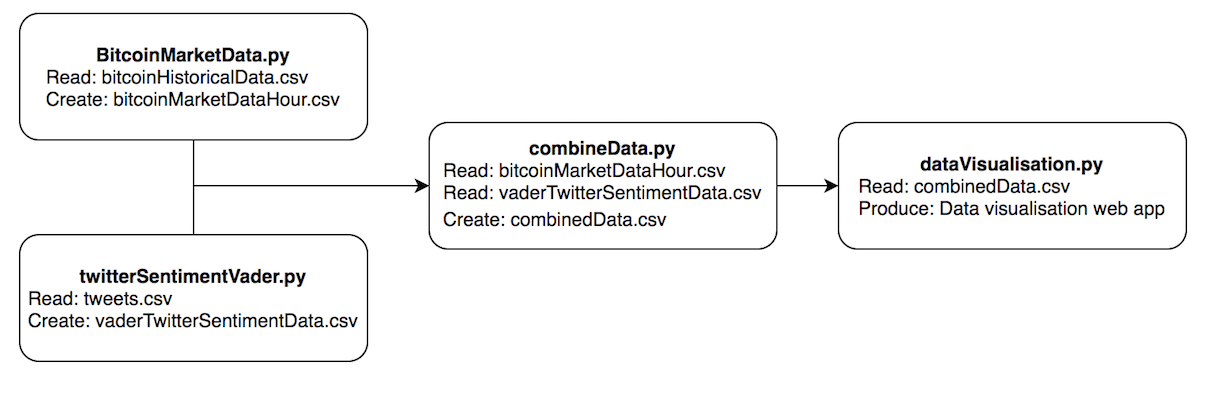 BitcoinMarketData.py
Read: bitcoinHistoricalData.csv
Create: bitcoinMarketDataHour.csv
twitterSentimentVader.py
Read: tweets.csv
Create: vaderTwitterSentimentData.csv
combineData.py
Read: bitcoinMarketDataHour.csv
Read: vaderTwitterSentimentData.csv
Create: combinedData.csv
dataVisualisation.py
Read: combinedData.csv
Produce: Data visualisation web app